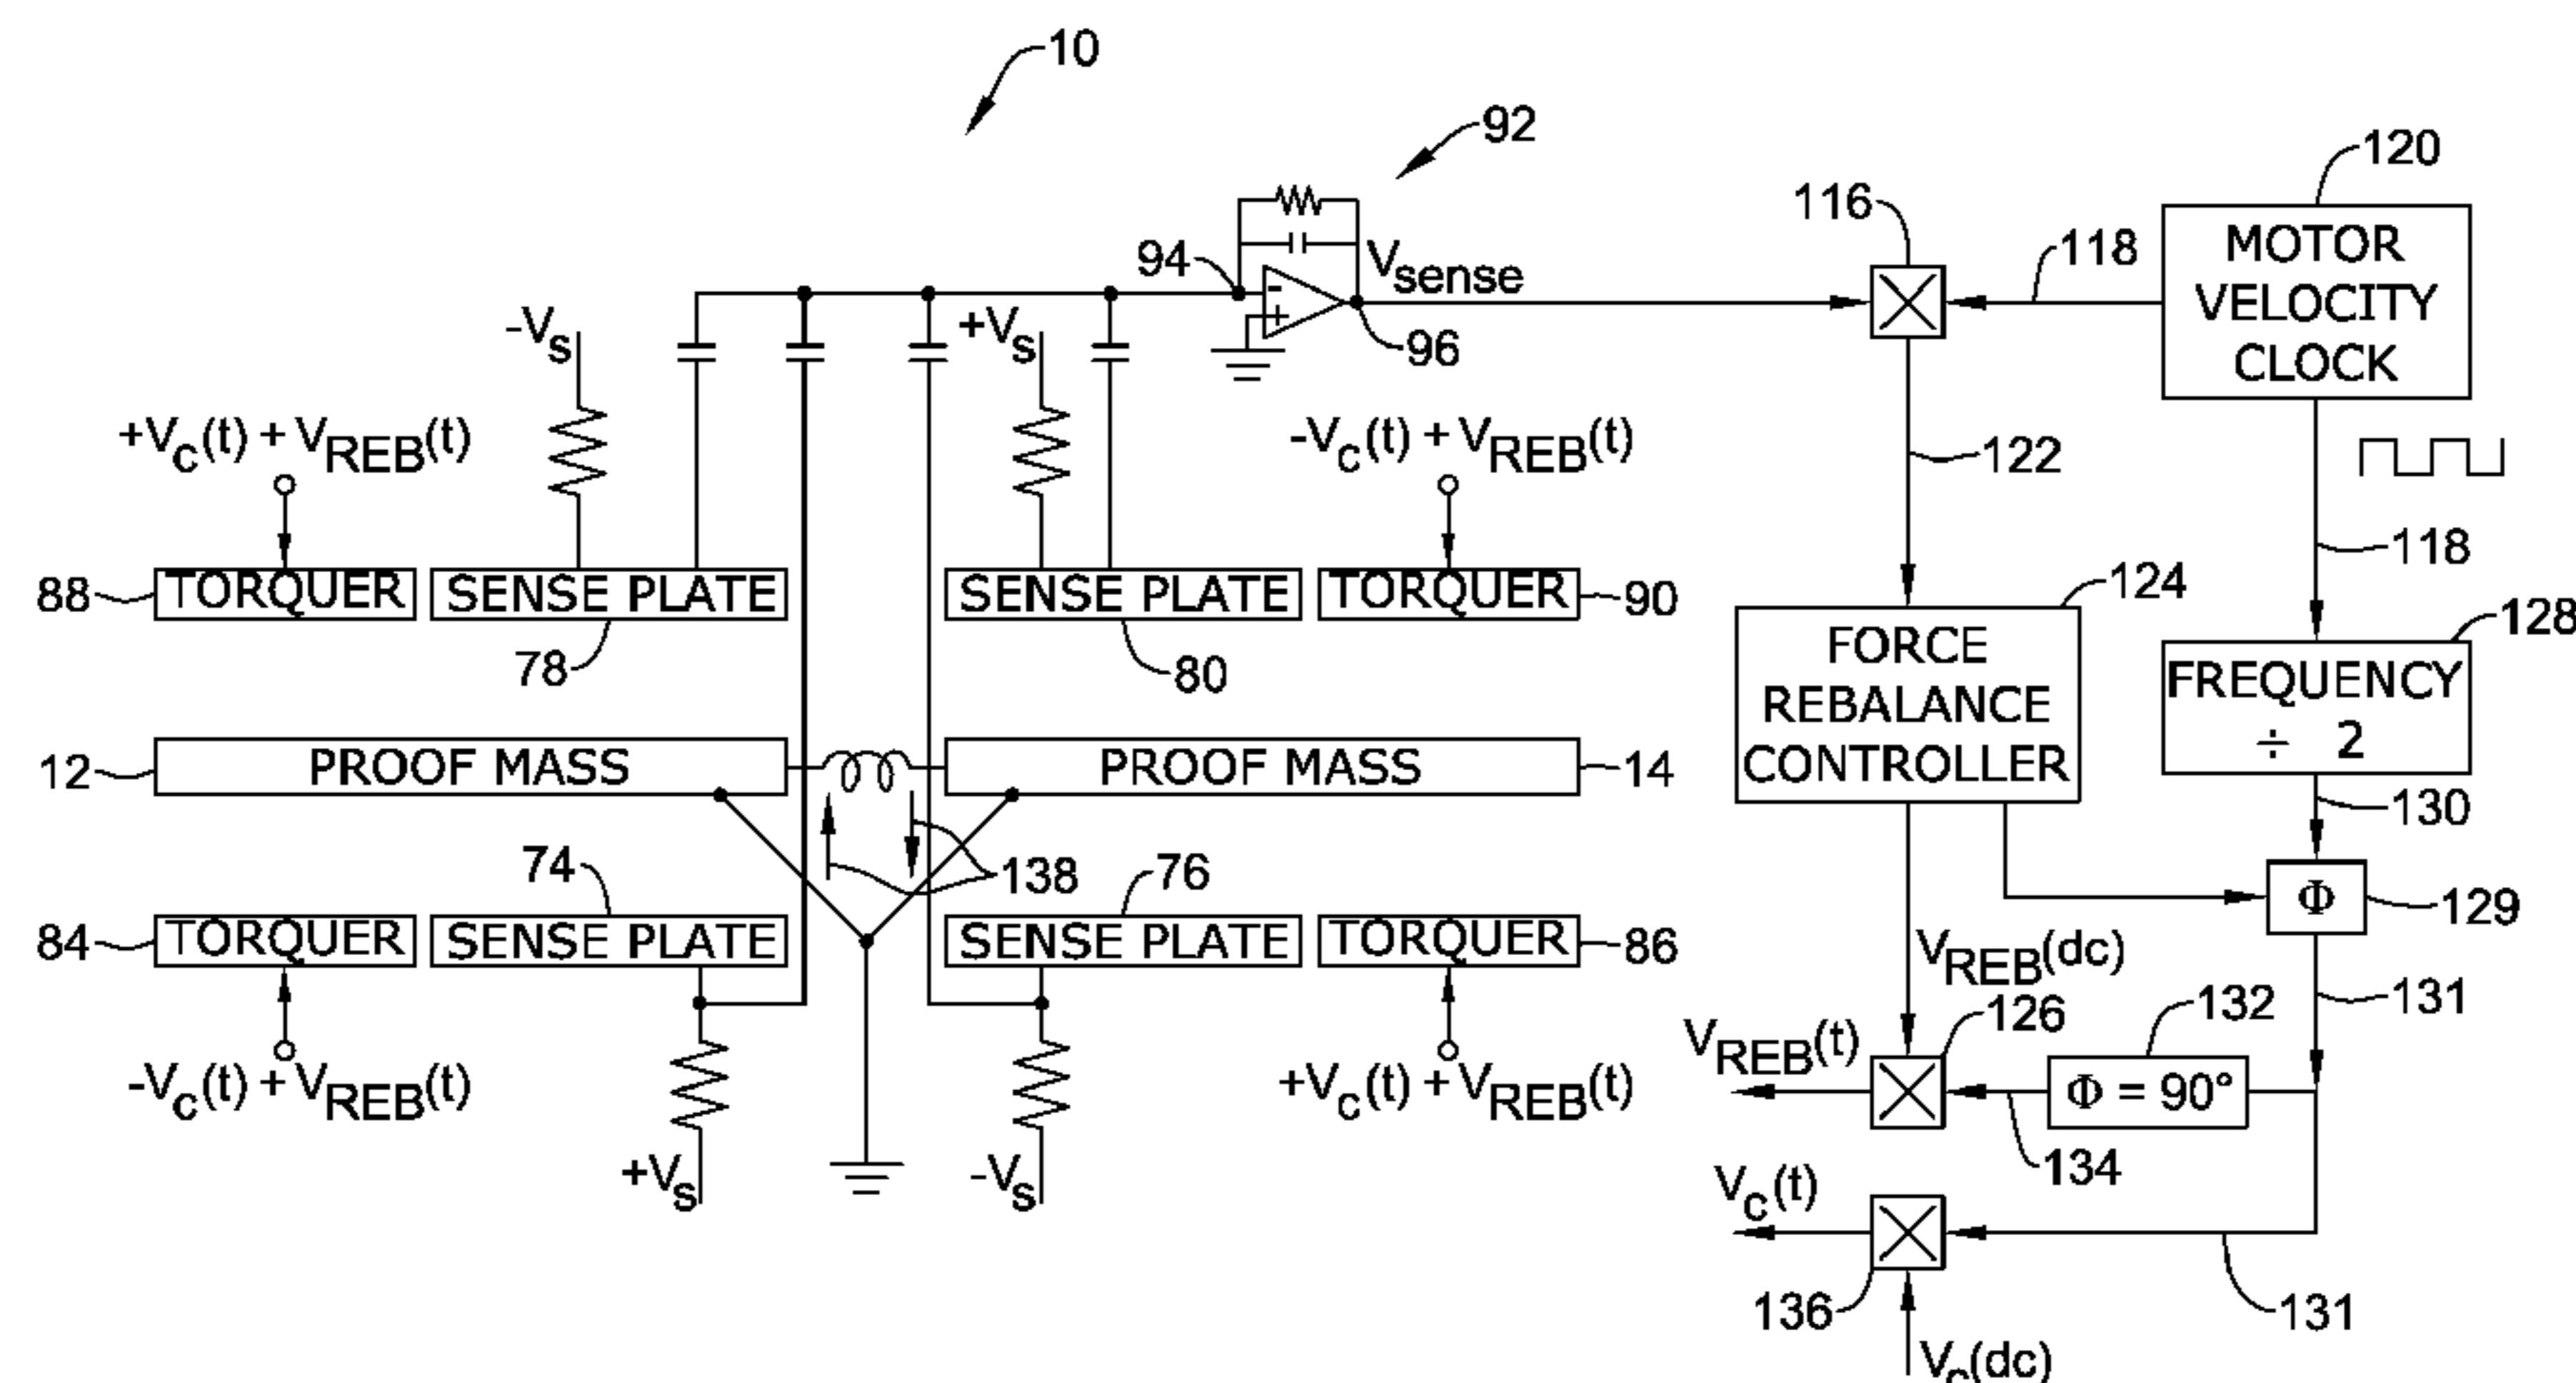 10
92
120
116
MOTOR
VELOCITY
CLOCK
118
94
Vsense
-Vs
+Vs
-
+
96
+Vc(t) + VREB(t)
-Vc(t) + VREB(t)
122
118
88
TORQUER
SENSE PLATE
SENSE PLATE
TORQUER
90
124
128
78
80
FORCE
REBALANCE
CONTROLLER
FREQUENCY
÷ 2
12
PROOF MASS
PROOF MASS
14
130
74
138
76
Φ
129
84
TORQUER
SENSE PLATE
SENSE PLATE
TORQUER
86
VREB(dc)
131
132
126
-Vc(t) + VREB(t)
+Vc(t) + VREB(t)
VREB(t)
Φ = 90°
134
+Vs
-Vs
Vc(t)
136
131
Vc(dc)